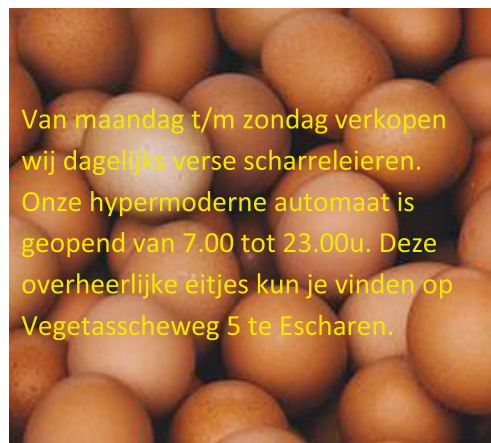 Van maandag t/m zondag verkopen
wij dagelijks verse scharreleieren.
Onze hypermoderne automaat is
geopend van 7.00 tot 23.00u. Deze
overheerlijke eitjes kun je vinden op
Vegetasscheweg 5 te Escharen.